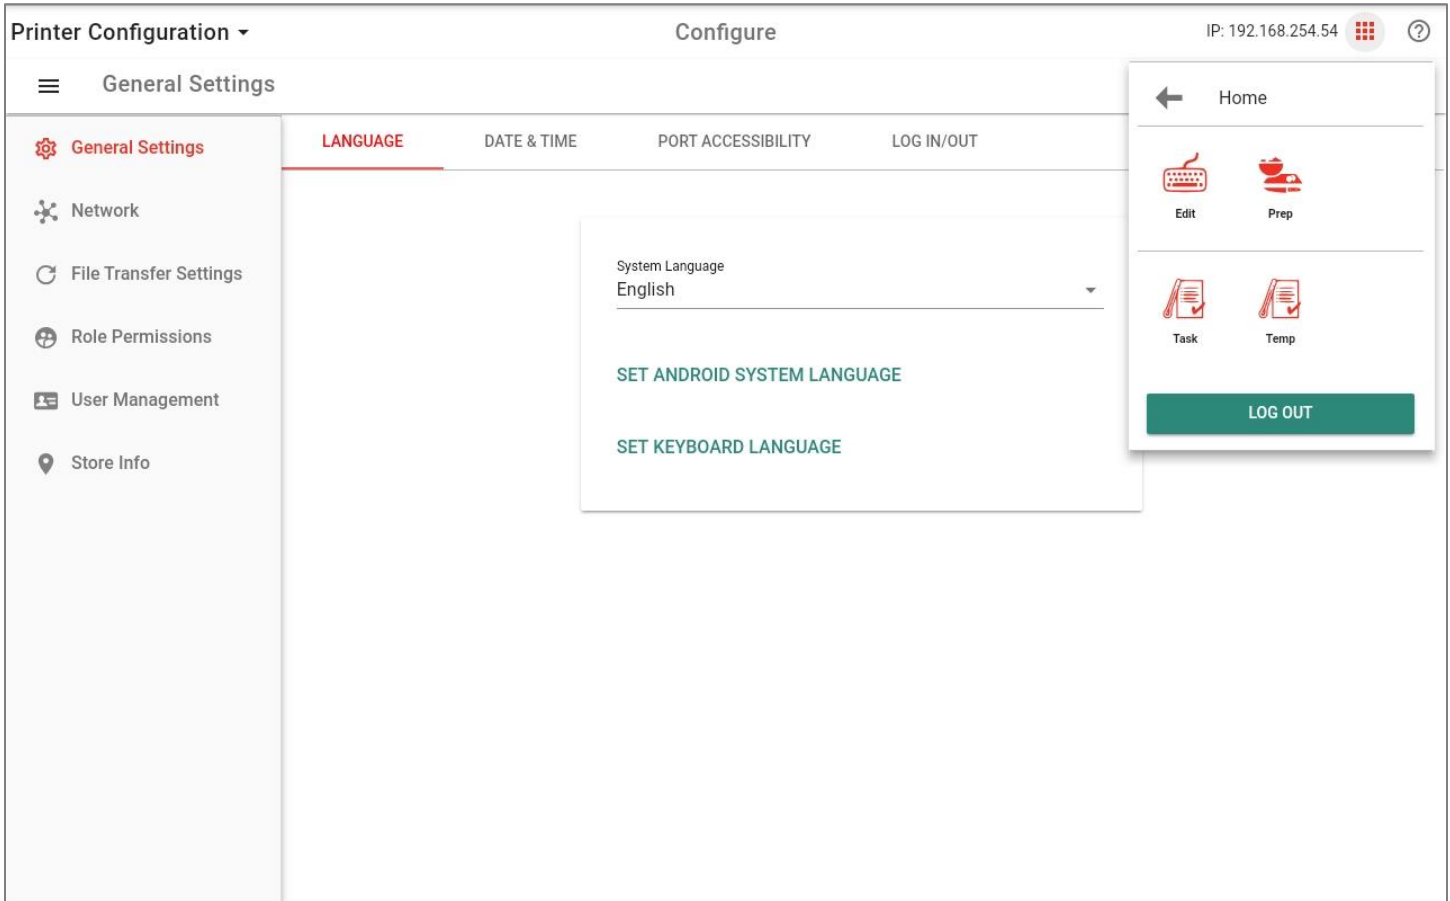 Printer Configuration
Configure
IP: 192.168.254.54
General Settings
Home
General Settings
LANGUAGE
DATE & TIME
PORT ACCESSIBILITY
LOG IN/OUT
Network
File Transfer Settings
Role Permissions
User Management
Store Info
System Language
English
SET ANDROID SYSTEM LANGUAGE
SET KEYBOARD LANGUAGE
Edit
Prep
Task
Temp
LOG OUT